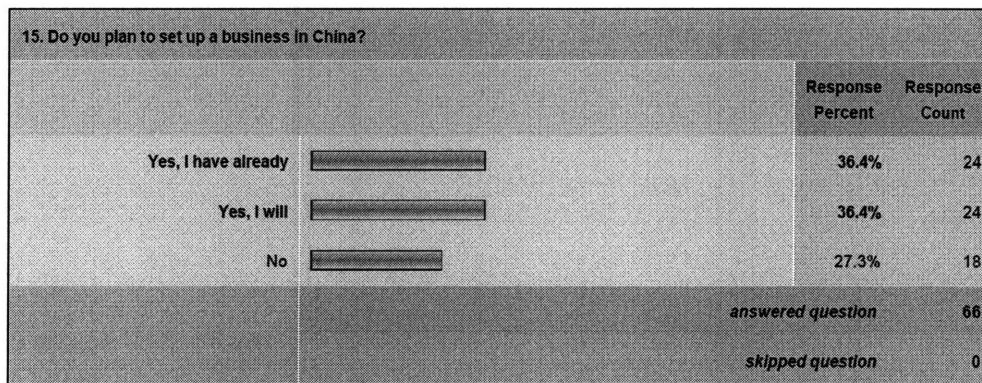 15. Do you plan to set up a business in China?
Response Percent Response Count
Yes, I have already 36.4% 24
Yes, I will 36.4% 24
No 27.3% 18
answered question 66
skipped question 0